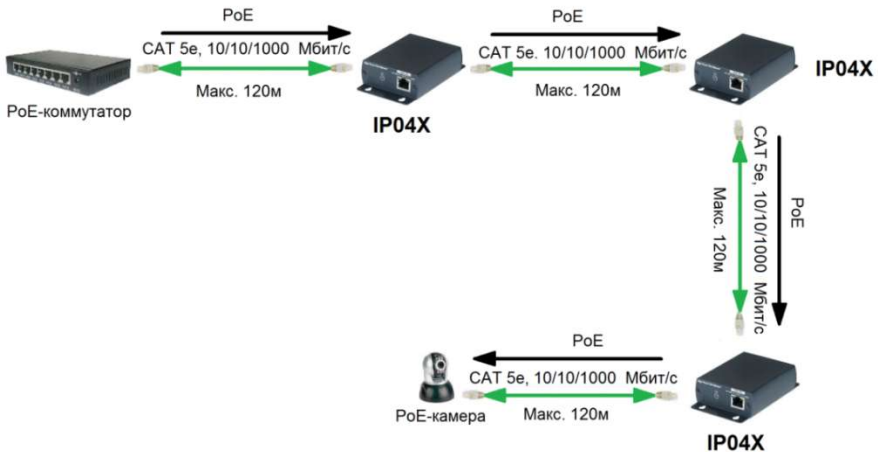 PoE
CAT 5e, 10/10/1000 Мбит/с
Макс. 120м
PoE-коммутатор
IP04X
PoE
CAT 5e. 10/10/1000 Мбит/с
Макс. 120м
IP04X
PoE
CAT 5e, 10/10/1000 Мбит/с
Макс. 120м
PoE
CAT 5e, 10/10/1000 Мбит/с
Макс. 120м
PoE-камера
IP04X